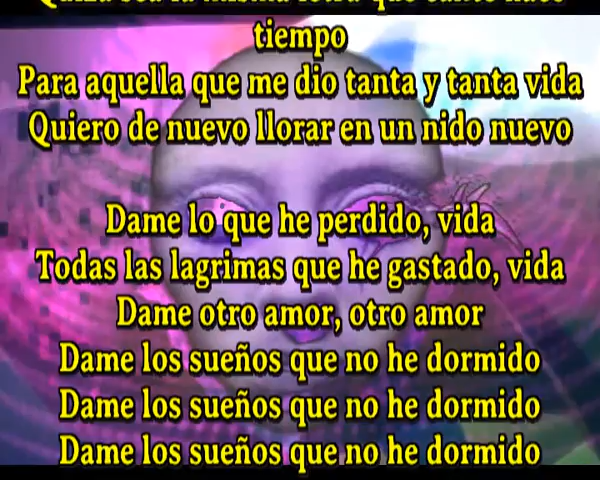 tiempo
Para aquella que me dio tanta y tanta vida
Quiero de nuevo llorar en un nido nuevo
Dame lo que he perdido, vida
Todas las lagrimas que he gastado, vida
Dame otro amor, otro amor
Dame los sueños que no he dormido
Dame los sueños que no he dormido
Dame los sueños que no he dormido